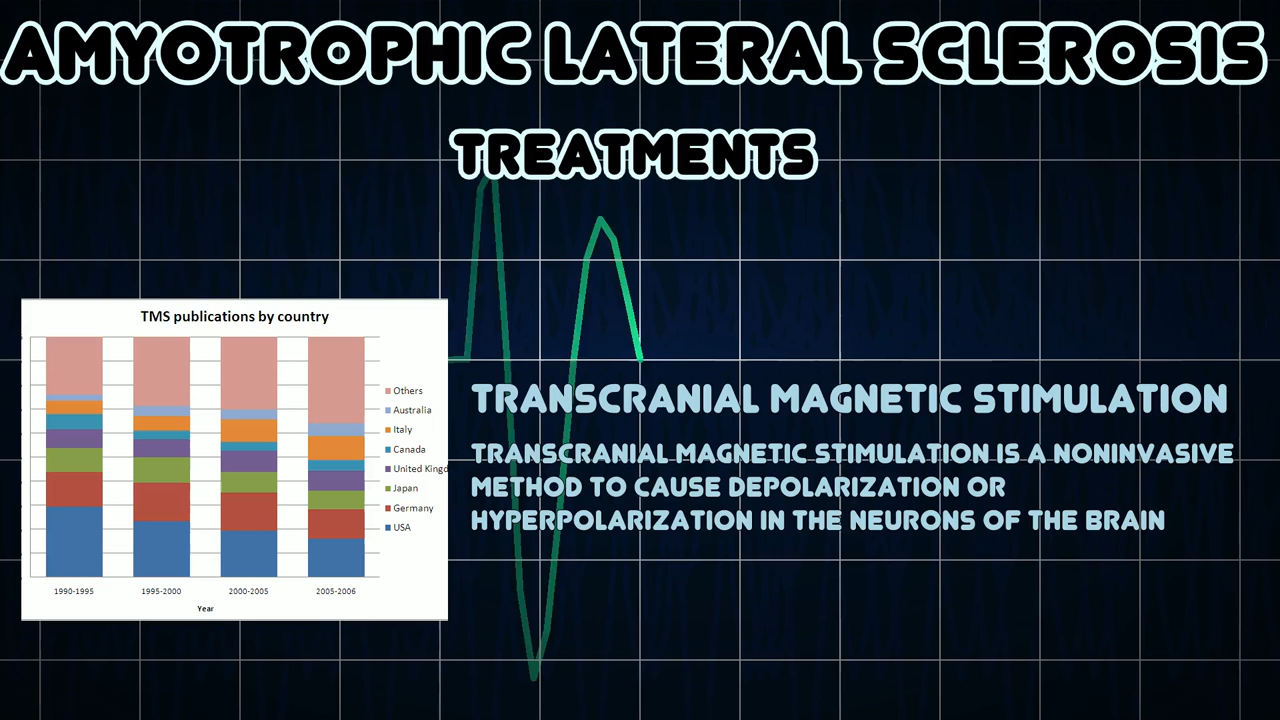 AMYOTROPHIC LATERAL SCLEROSIS
TREATMENTS
TMS publications by country
Others
Australia
Italy
Canada
United Kingd
Japan
Germany
USA
1990-1995 1995-2000 2000-2005 2005-2006
Year
TRANSCRANIAL MAGNETIC STIMULATION
TRANSCRANIAL MAGNETIC STIMULATION IS A NONINVASIVE
METHOD TO CAUSE DEPOLARIZATION OR
HYPERPOLARIZATION IN THE NEURONS OF THE BRAIN